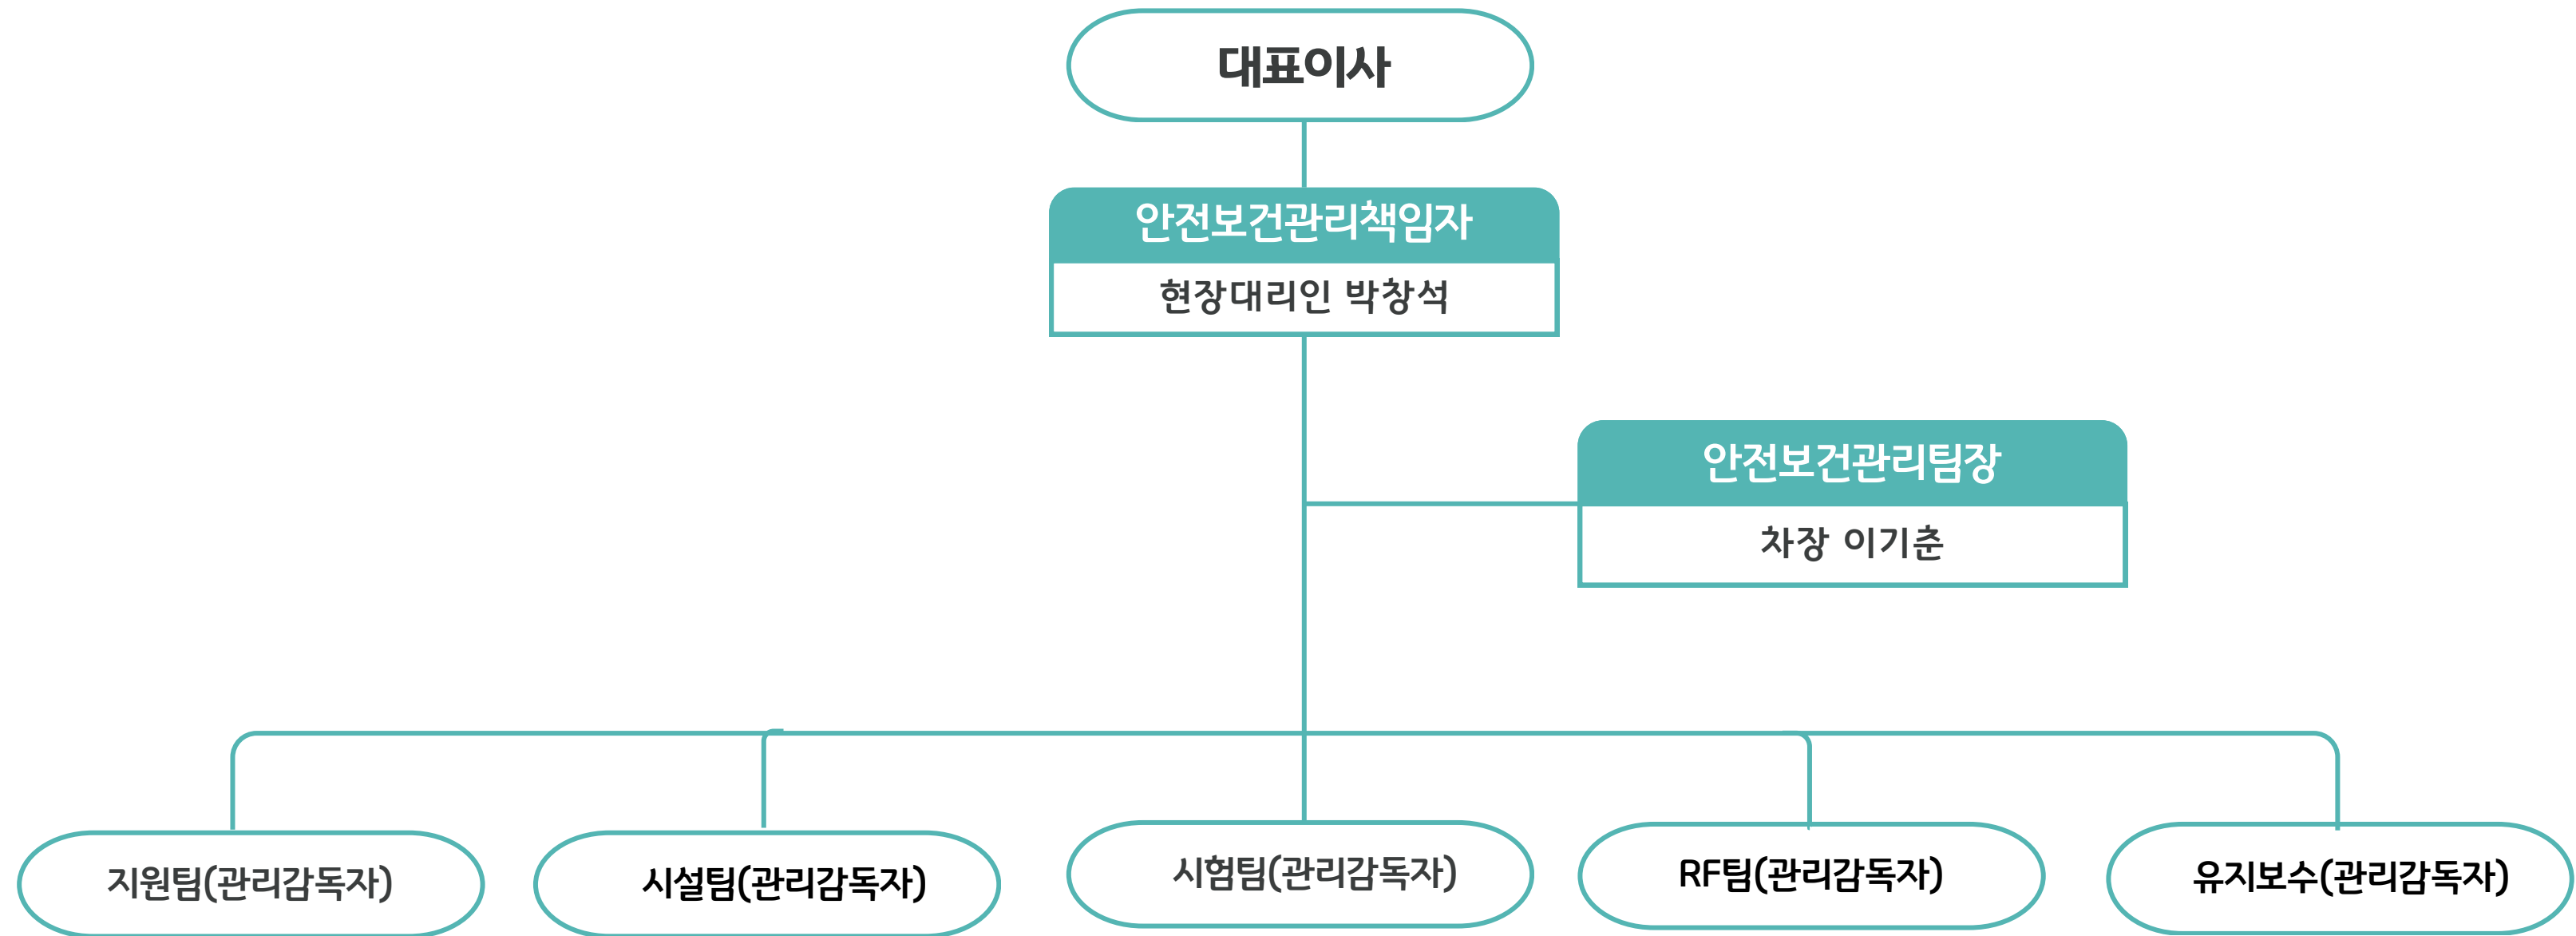 대표이사
안전보건관리책임자
현장대리인 박창석
안전보건관리팀장
차장 이기춘
지원팀(관리감독자)
시설팀(관리감독자)
시험팀(관리감독자)
RF팀(관리감독자)
유지보수(관리감독자)